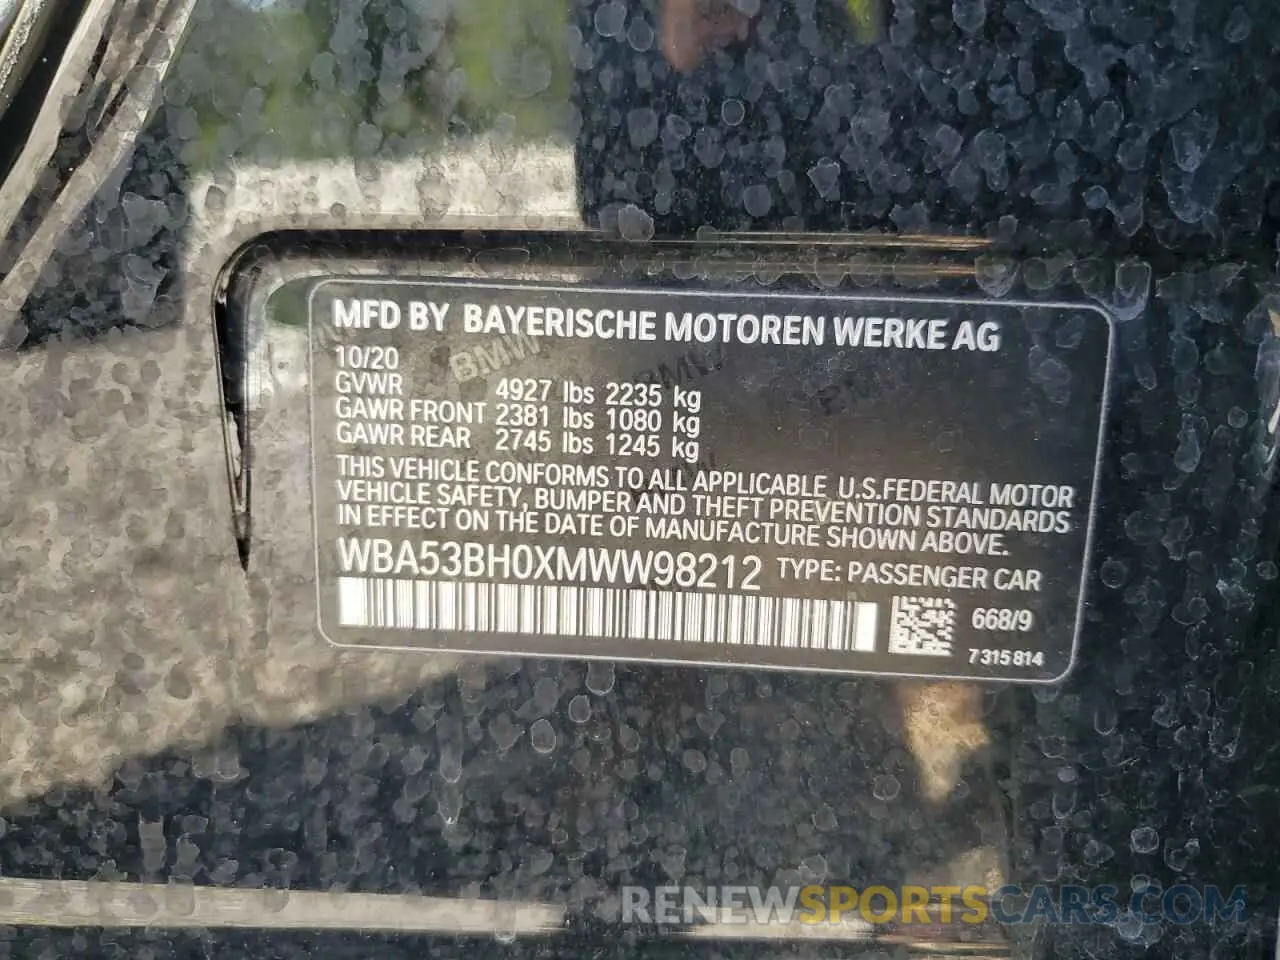 MFD BY BAYERISCHE MOTOREN WERKE AG
10/20
GVWR 4927 lbs 2235 kg
GAWR FRONT 2381 lbs 1080 kg
GAWR REAR 2745 lbs 1245 kg
THIS VEHICLE CONFORMS TO ALL APPLICABLE U.S.FEDERAL MOTOR
VEHICLE SAFETY, BUMPER AND THEFT PREVENTION STANDARDS
IN EFFECT ON THE DATE OF MANUFACTURE SHOWN ABOVE.
WBA53BH0XMWW98212 TYPE: PASSENGER CAR
668/9
7315814
BMW
BMW
RENEWSPORTSCARS.COM